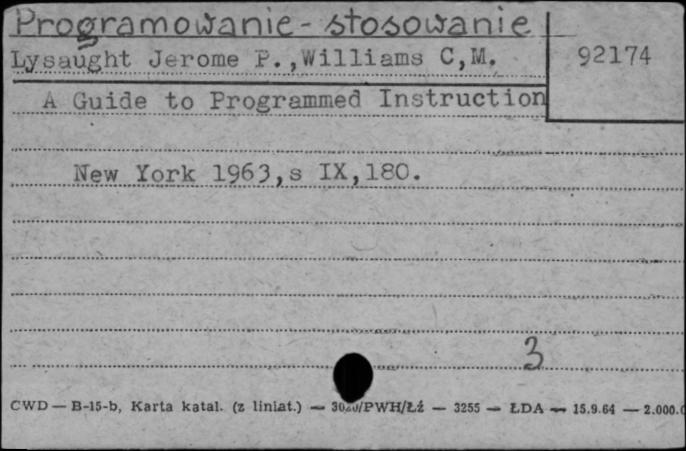 Programowanie - stosowanie
Lysaught Jerome P.,Williams C,M.
92174
A Guide to Programmed Instruction
New York 1963,s IX,180.
3
CWD — B-15-b, Karta katal. (z liniat.) — /PWH/Łź — 3255 — ŁDA — 15.9.64 — 2.000.0